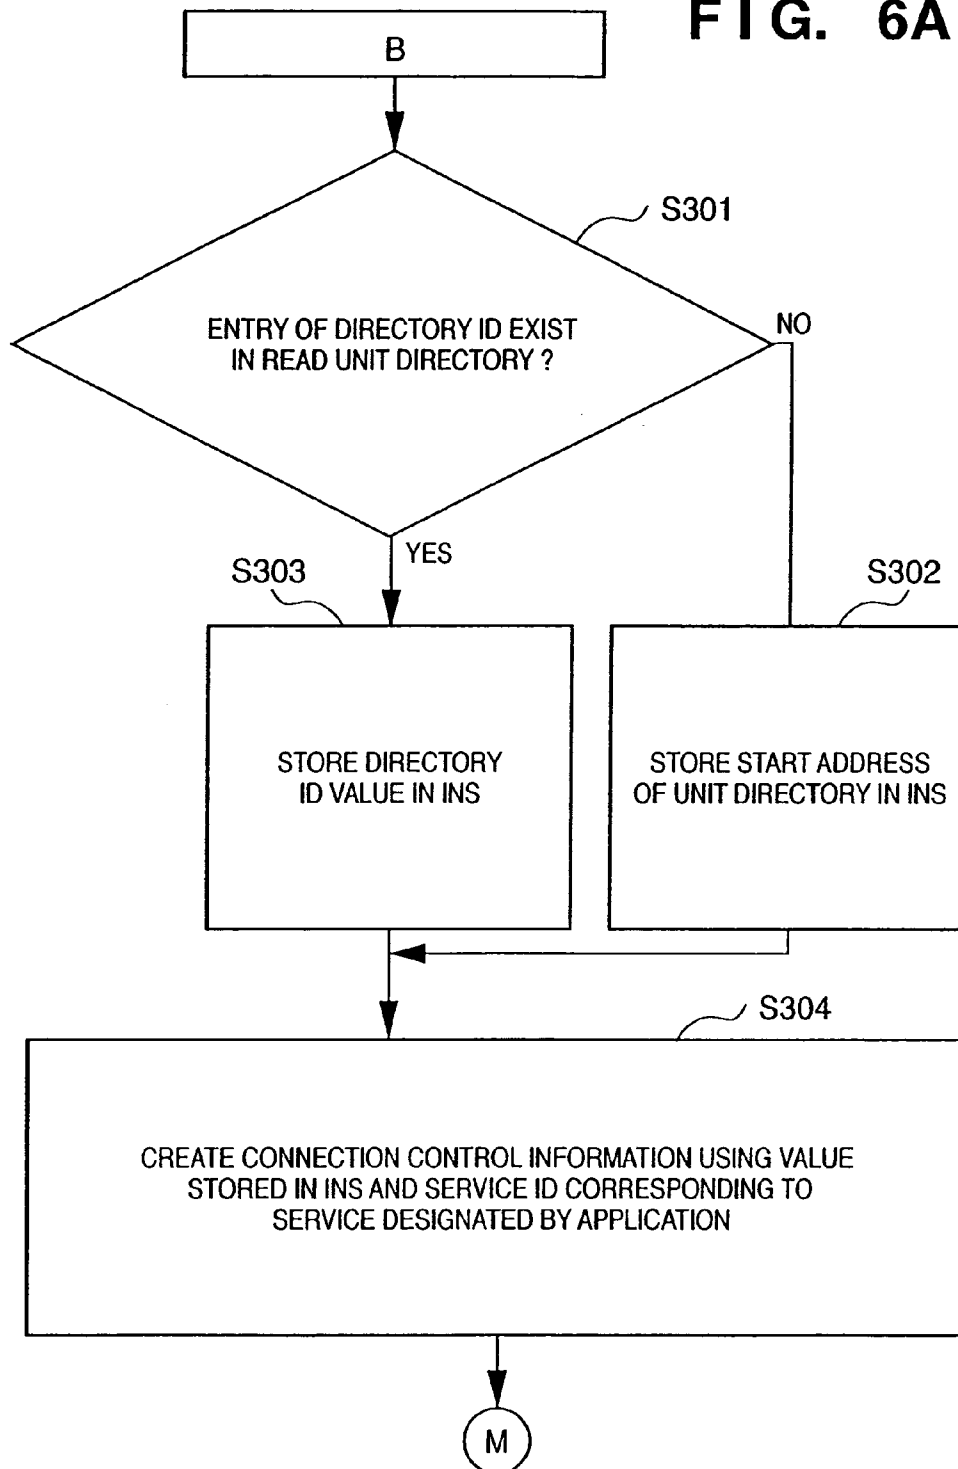 FIG. 6A
B
S301
ENTRY OF DIRECTORY ID EXIST
IN READ UNIT DIRECTORY ?
NO
YES
S303
S302
STORE DIRECTORY
ID VALUE IN INS
STORE START ADDRESS
OF UNIT DIRECTORY IN INS
S304
CREATE CONNECTION CONTROL INFORMATION USING VALUE
STORED IN INS AND SERVICE ID CORRESPONDING TO
SERVICE DESIGNATED BY APPLICATION
M